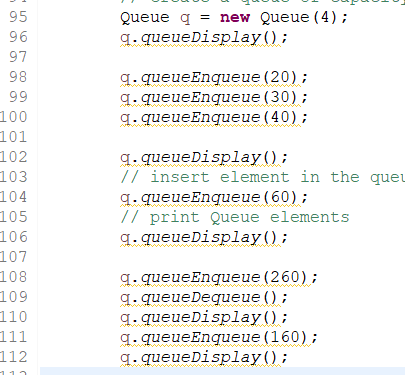 95 Queue q = new Queue(4);
96 q.queueDisplay();
97
98 q.queueEnqueue(20);
99 q.queueEnqueue(30);
100 q.queueEnqueue(40);
101
102 q.queueDisplay();
103 // insert element in the queu
104 q.queueEnqueue(60);
105 // print Queue elements
106 q.queueDisplay();
107
108 q.queueEnqueue(260);
109 q.queueDequeue();
110 q.queueDisplay();
111 q.queueEnqueue(160);
112 q.queueDisplay();